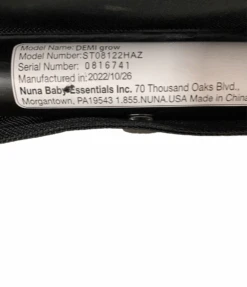 Model Name: DEMI grow
Model Number:ST08122HAZ
Serial Number: 0816741
Manufactured in:2022/10/26
Nuna Baby Essentials Inc. 70 Thousand Oaks Blvd.,
Morgantown, PA19543 1.855.NUNA.USA Made in China